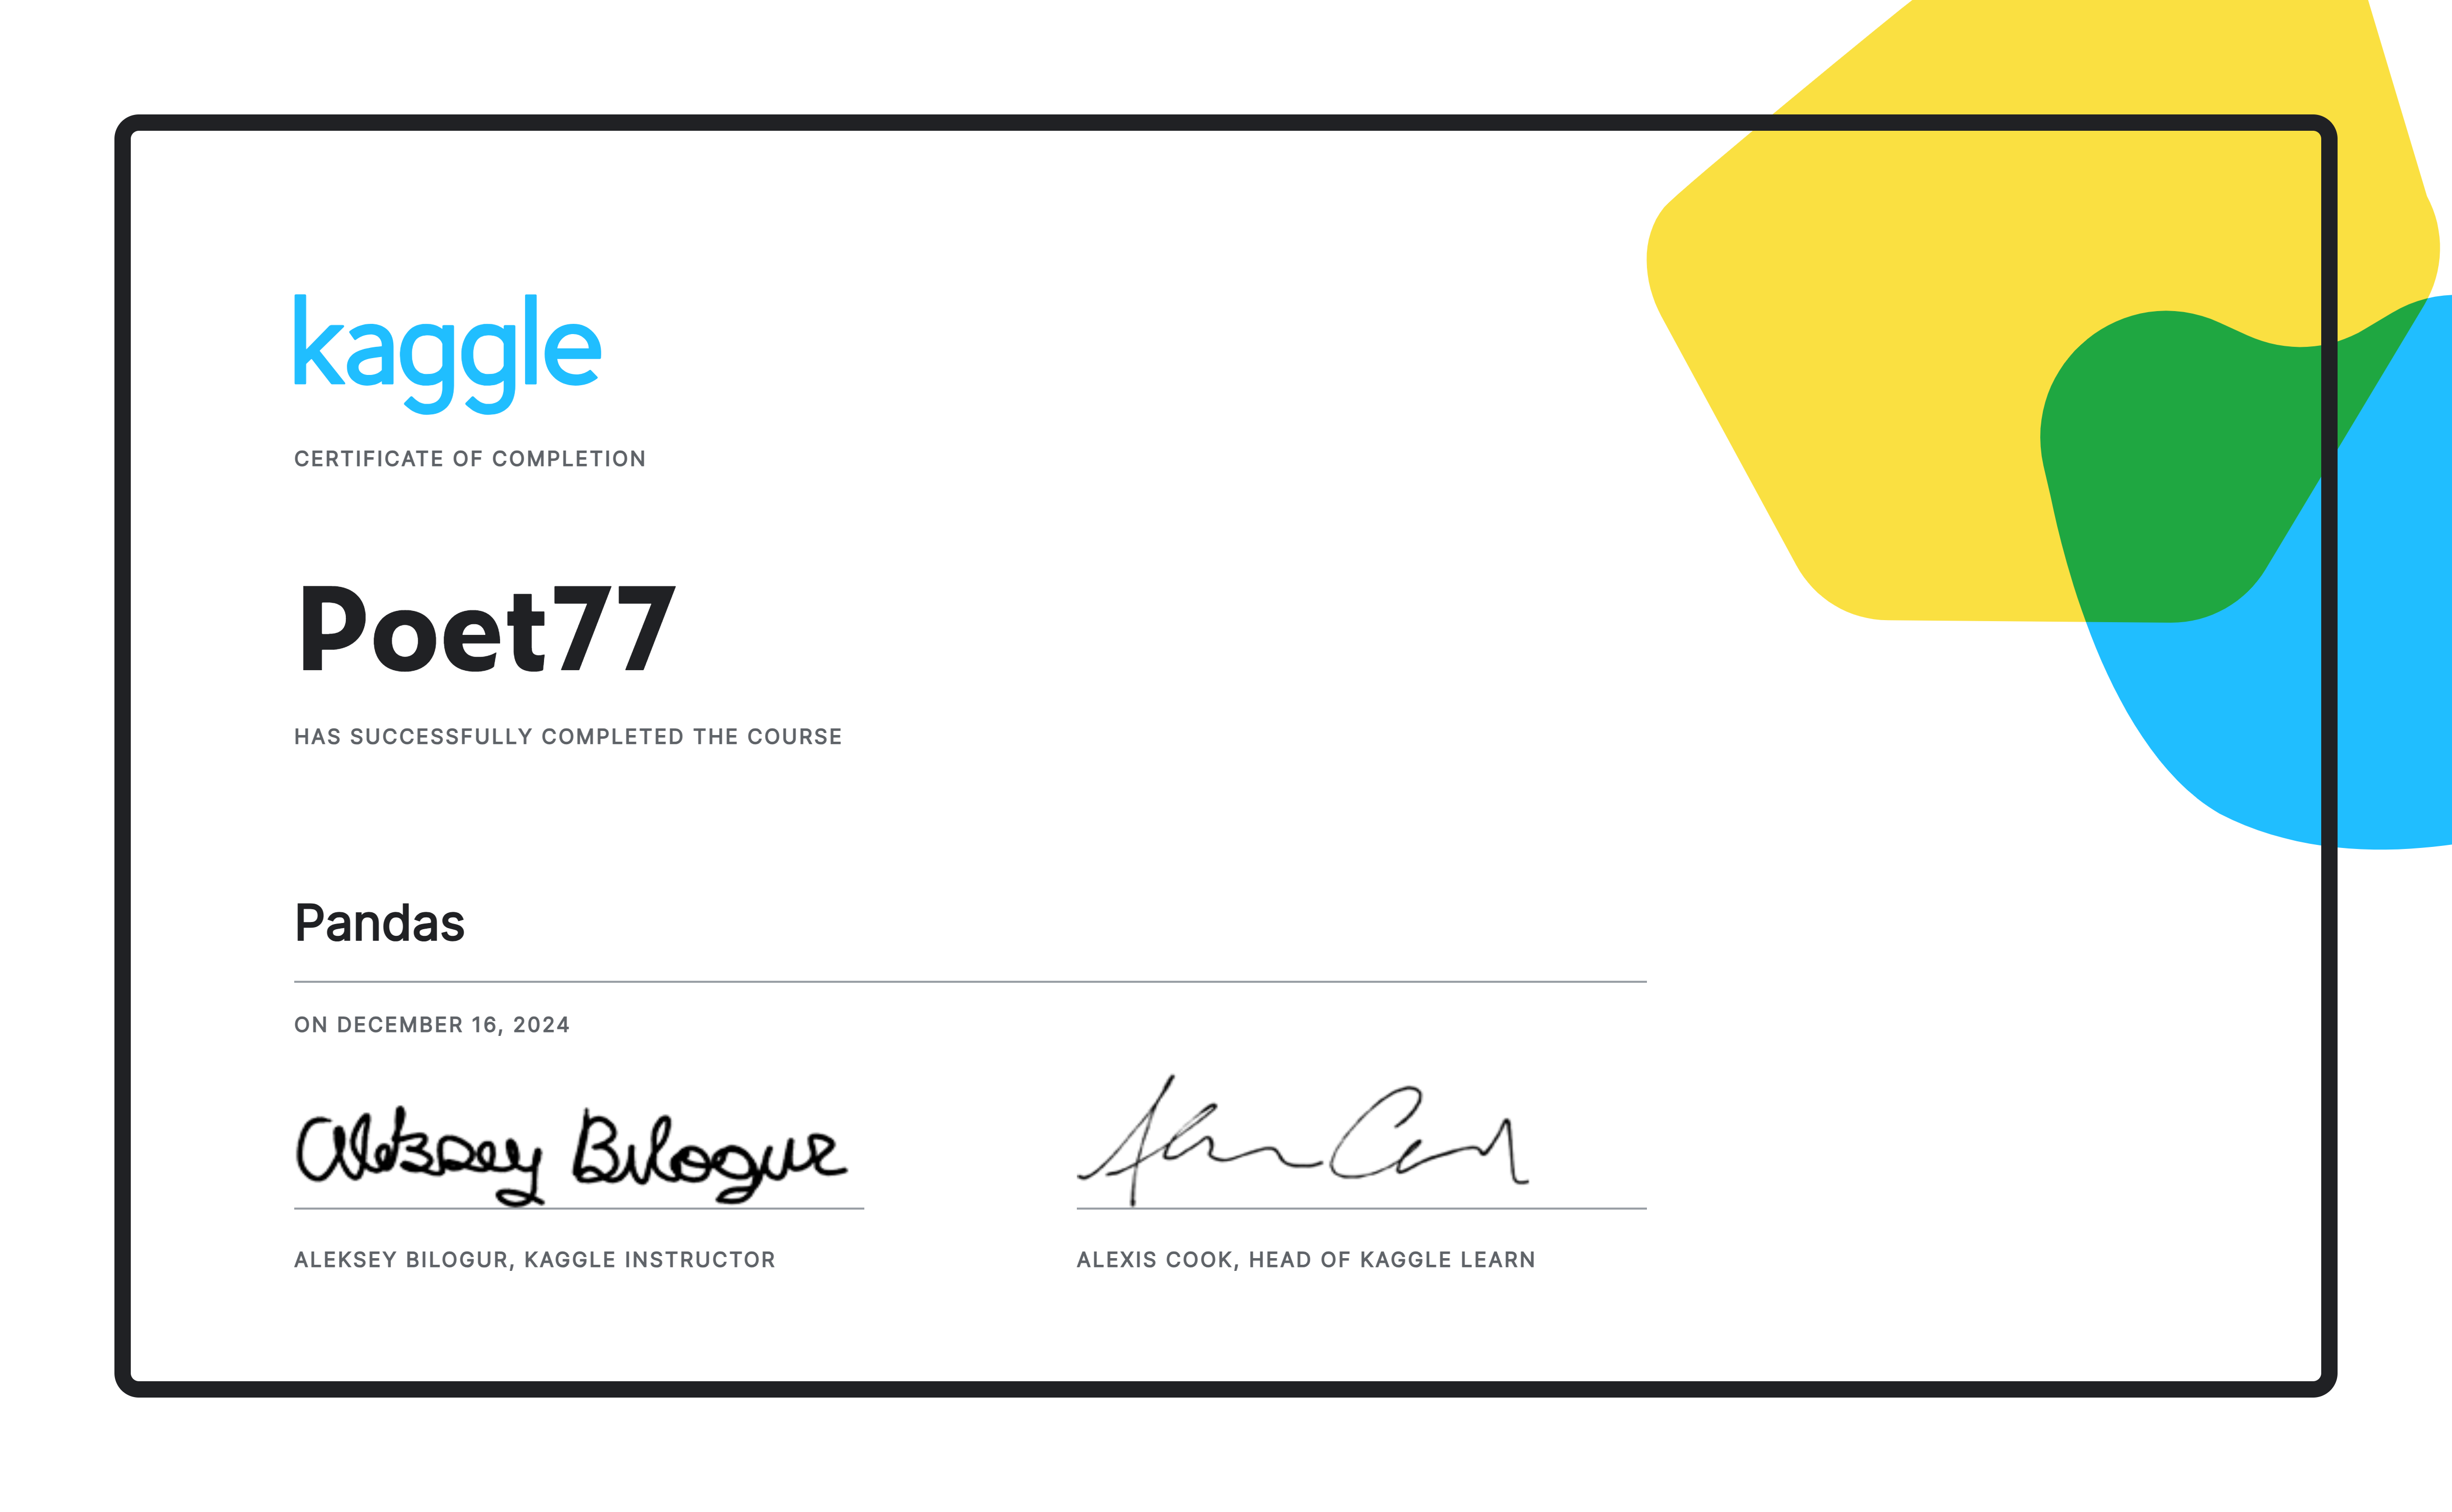 kaggle
CERTIFICATE OF COMPLETION
Poet77
HAS SUCCESSFULLY COMPLETED THE COURSE
Pandas
ON DECEMBER 16, 2024
Aleksey Bilogur
ALEKSEY BILOGUR, KAGGLE INSTRUCTOR
ALEXIS COOK, HEAD OF KAGGLE LEARN